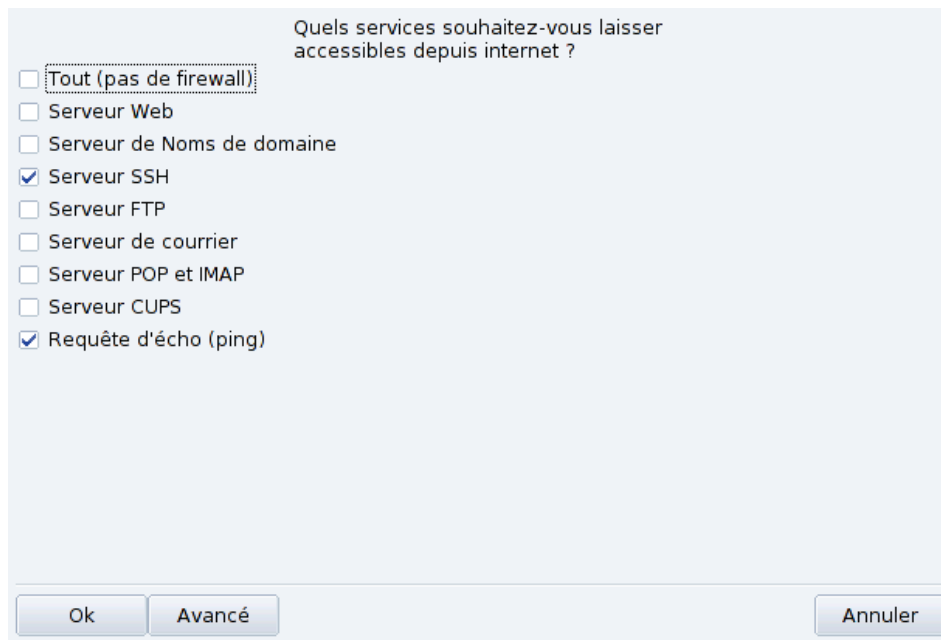 Quels services souhaitez-vous laisser
accessibles depuis internet ?
Tout (pas de firewall)
Serveur Web
Serveur de Noms de domaine
Serveur SSH
Serveur FTP
Serveur de courrier
Serveur POP et IMAP
Serveur CUPS
Requête d'écho (ping)
Ok
Avancé
Annuler